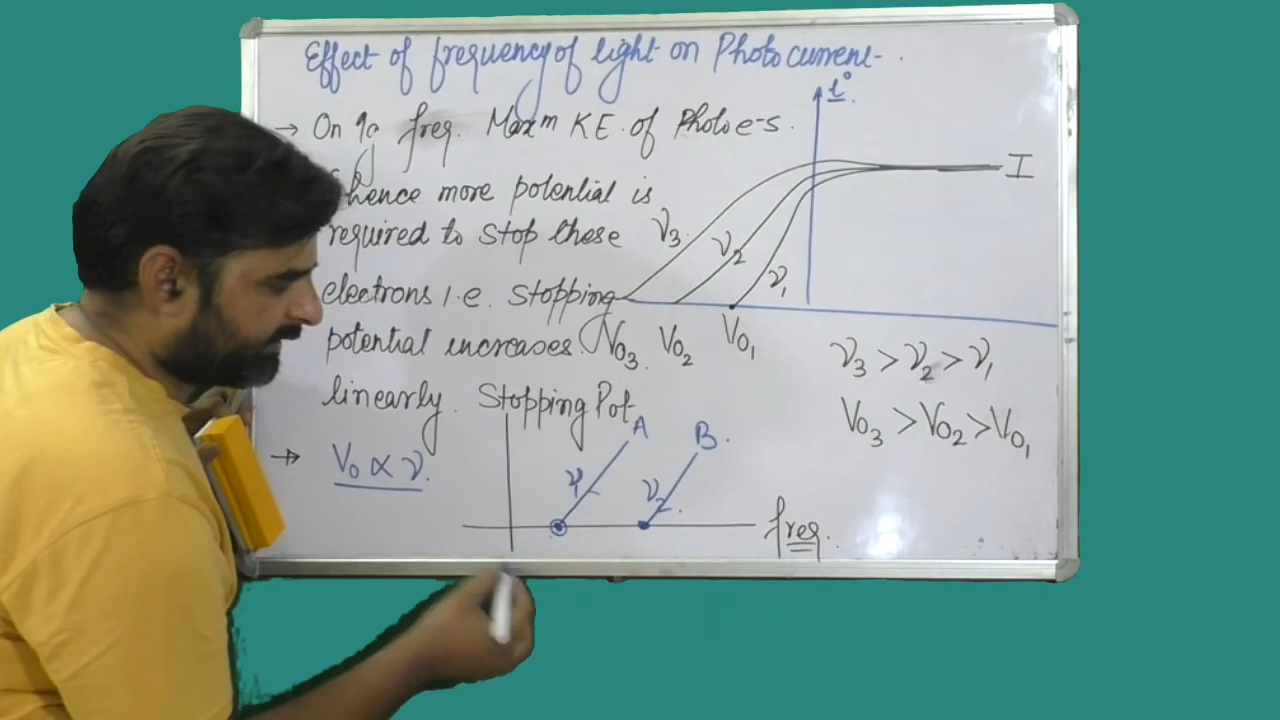 Effect of frequency of light on Photocurrent.
→ On ↑g freq. Maxᵐ KE. of Photo e-s.
hence more potential is
required to stop these
electrons i.e. Stopping
potential increases.
linearly.
→ V₀ ∝ ν.
i°
I
ν₃
ν₂
ν₁
V₀₃ V₀₂ V₀₁
ν₃ > ν₂ > ν₁
V₀₃ > V₀₂ > V₀₁
Stopping Pot.
A B
ν₁ ν₂
freq.